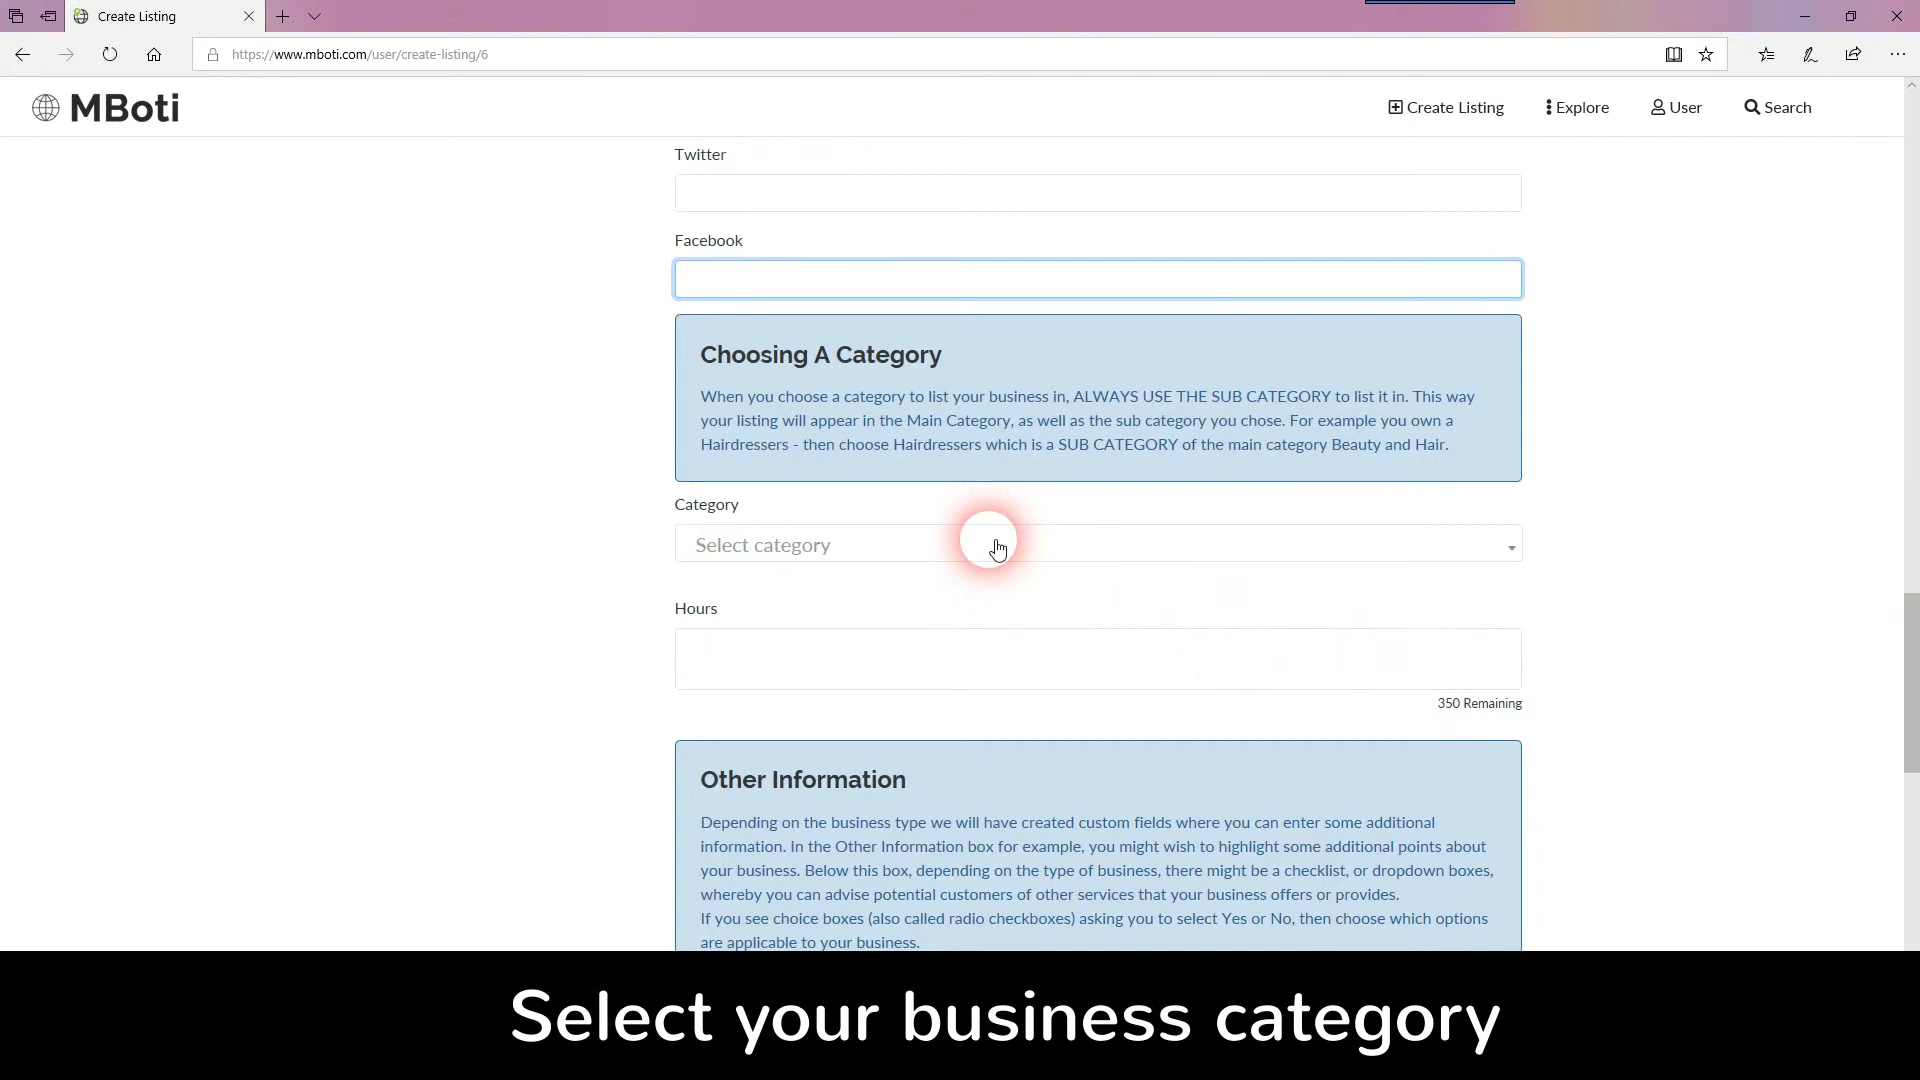 Create Listing
https://www.mboti.com/user/create-listing/6
MBoti
Create Listing
Explore
User
Search
Twitter
Facebook
Choosing A Category
When you choose a category to list your business in, ALWAYS USE THE SUB CATEGORY to list it in. This way
your listing will appear in the Main Category, as well as the sub category you chose. For example you own a
Hairdressers - then choose Hairdressers which is a SUB CATEGORY of the main category Beauty and Hair.
Category
Select category
Hours
350 Remaining
Other Information
Depending on the business type we will have created custom fields where you can enter some additional
information. In the Other Information box for example, you might wish to highlight some additional points about
your business. Below this box, depending on the type of business, there might be a checklist, or dropdown boxes,
whereby you can advise potential customers of other services that your business offers or provides.
If you see choice boxes (also called radio checkboxes) asking you to select Yes or No, then choose which options
are applicable to your business.
Select your business category